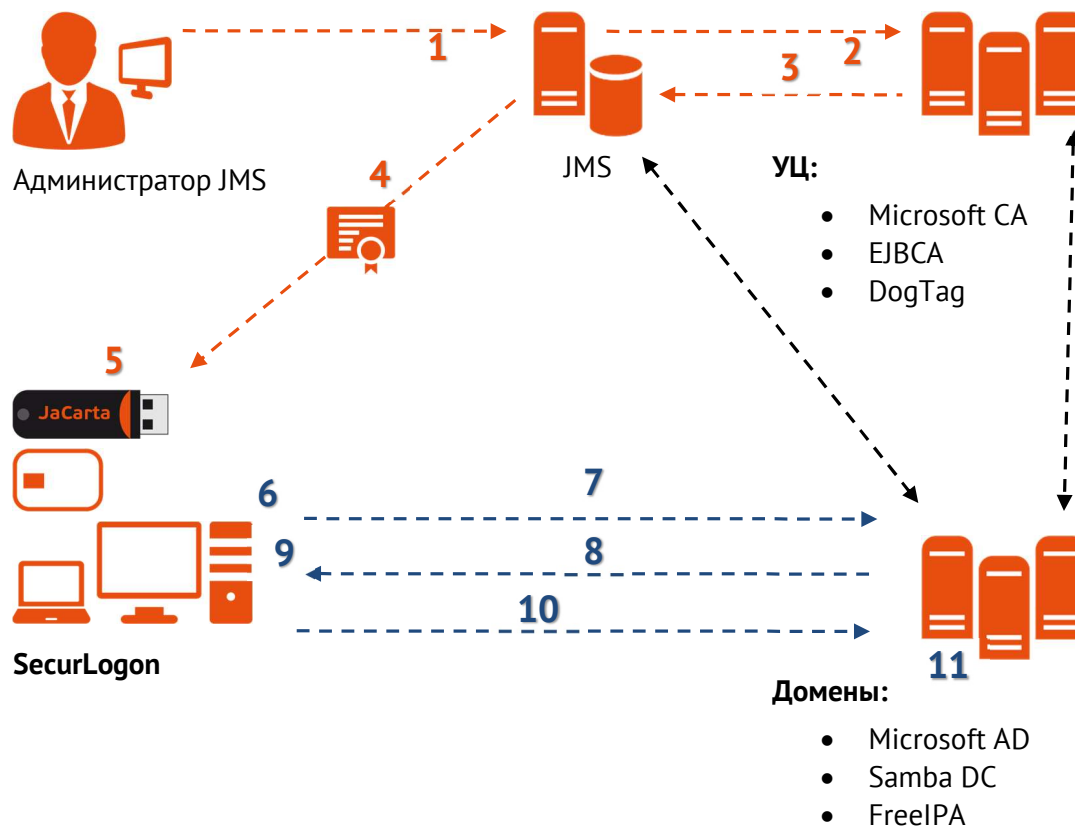 1
2
3
Администратор JMS
JMS
УЦ:
• Microsoft CA
• EJBCA
• DogTag
4
5
JaCarta
6
7
8
9
10
SecurLogon
11
Домены:
• Microsoft AD
• Samba DC
• FreeIPA